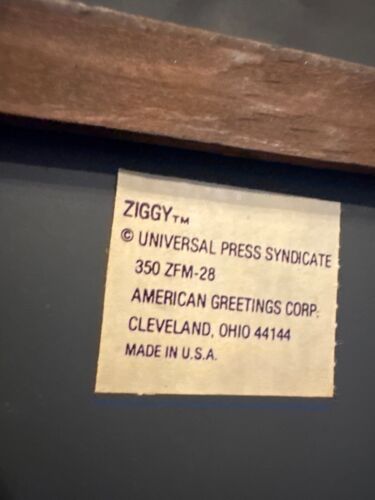 ZIGGY™
© UNIVERSAL PRESS SYNDICATE
350 ZFM-28
AMERICAN GREETINGS CORP.
CLEVELAND, OHIO 44144
MADE IN U.S.A.